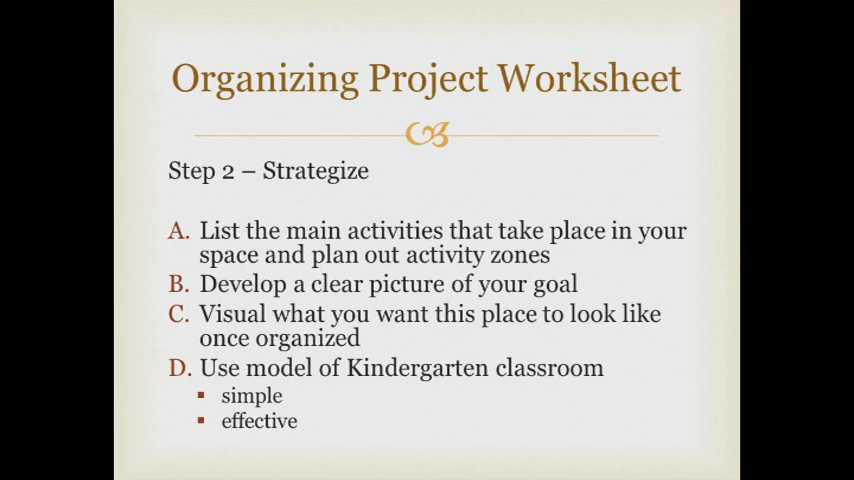 Organizing Project Worksheet
Step 2 – Strategize
A. List the main activities that take place in your
space and plan out activity zones
B. Develop a clear picture of your goal
C. Visual what you want this place to look like
once organized
D. Use model of Kindergarten classroom
▪ simple
▪ effective